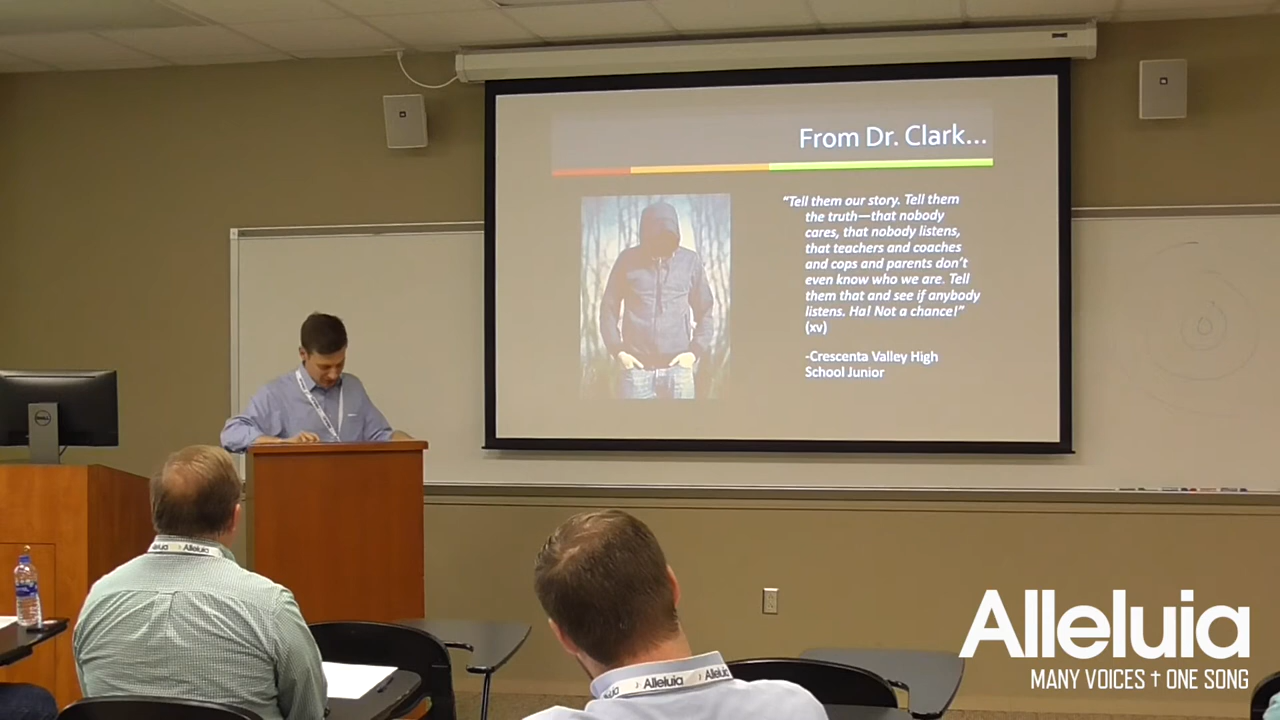 From Dr. Clark...
“Tell them our story. Tell them
the truth—that nobody
cares, that nobody listens,
that teachers and coaches
and cops and parents don’t
even know who we are. Tell
them that and see if anybody
listens. Ha! Not a chance!”
(xv)
-Crescenta Valley High
School Junior
DELL
Alleluia
Alleluia
Alleluia
MANY VOICES † ONE SONG